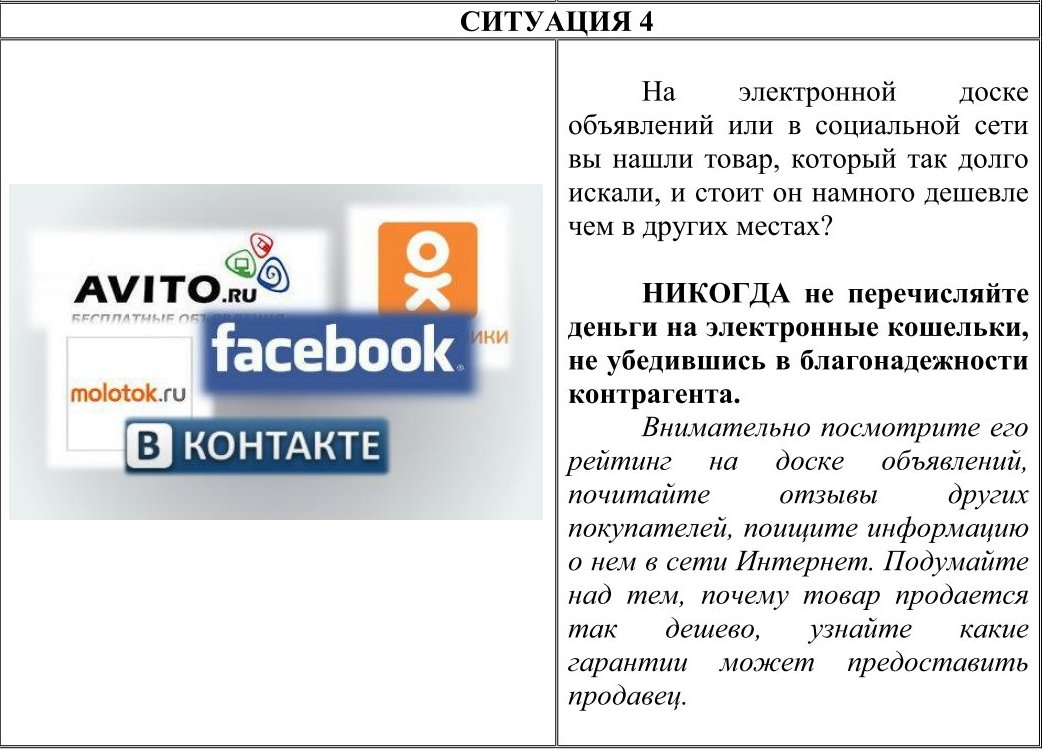 СИТУАЦИЯ 4
AVITO.RU
БЕСПЛАТНЫЕ ОБЪЯВЛЕНИЯ
ики
facebook
molotok.ru
В КОНТАКТЕ
На электронной доске
объявлений или в социальной сети
вы нашли товар, который так долго
искали, и стоит он намного дешевле
чем в других местах?
НИКОГДА не перечисляйте
деньги на электронные кошельки,
не убедившись в благонадежности
контрагента.
Внимательно посмотрите его
рейтинг на доске объявлений,
почитайте отзывы других
покупателей, поищите информацию
о нем в сети Интернет. Подумайте
над тем, почему товар продается
так дешево, узнайте какие
гарантии может предоставить
продавец.